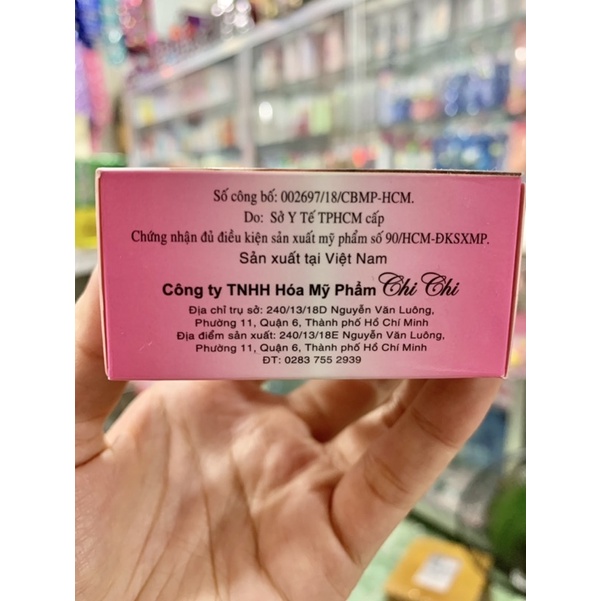 Số công bố: 002697/18/CBMP-HCM.
Do: Sở Y Tế TPHCM cấp
Chứng nhận đủ điều kiện sản xuất mỹ phẩm số 90/HCM-ĐKSXMP.
Sản xuất tại Việt Nam
Công ty TNHH Hóa Mỹ Phẩm Chi Chi
Địa chỉ trụ sở: 240/13/18D Nguyễn Văn Luông,
Phường 11, Quận 6, Thành phố Hồ Chí Minh
Địa điểm sản xuất: 240/13/18E Nguyễn Văn Luông,
Phường 11, Quận 6, Thành phố Hồ Chí Minh
ĐT: 0283 755 2939